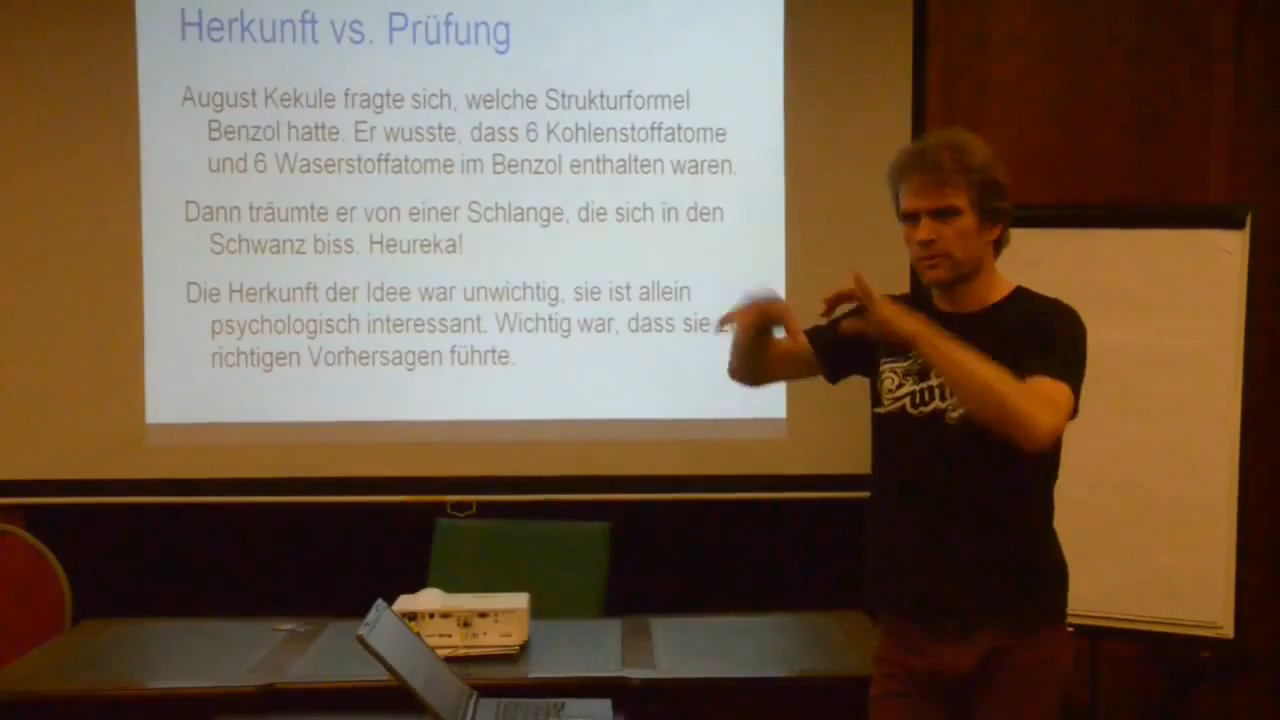 Herkunft vs. Prüfung
August Kekule fragte sich, welche Strukturformel
Benzol hatte. Er wusste, dass 6 Kohlenstoffatome
und 6 Waserstoffatome im Benzol enthalten waren.
Dann träumte er von einer Schlange, die sich in den
Schwanz biss. Heureka!
Die Herkunft der Idee war unwichtig, sie ist allein
psychologisch interessant. Wichtig war, dass sie
richtigen Vorhersagen führte.